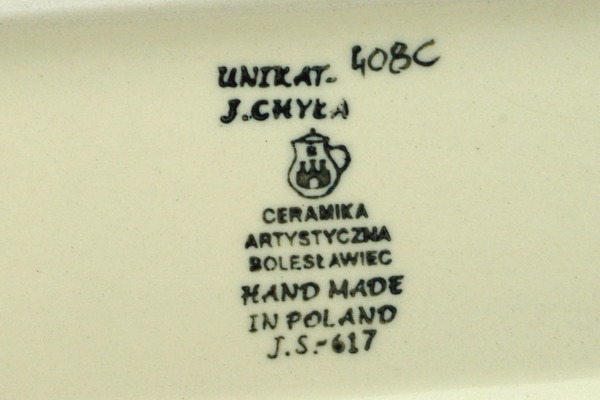 UNIKAT- 408C
J.CHYŁA
CERAMIKA
ARTYSTYCZNA
BOLESŁAWIEC
HAND MADE
IN POLAND
J.S.-617